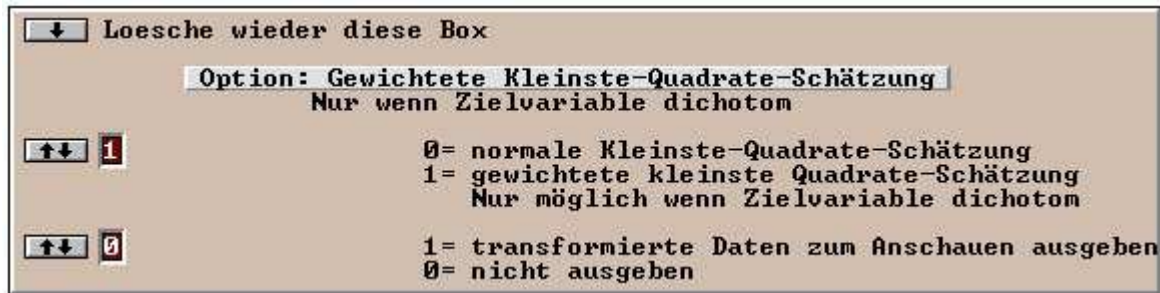 Loesche wieder diese Box
Option: Gewichtete Kleinste-Quadrate-Schätzung
Nur wenn Zielvariable dichotom
1 0= normale Kleinste-Quadrate-Schätzung
1= gewichtete kleinste Quadrate-Schätzung
Nur möglich wenn Zielvariable dichotom
0 1= transformierte Daten zum Anschauen ausgeben
0= nicht ausgeben